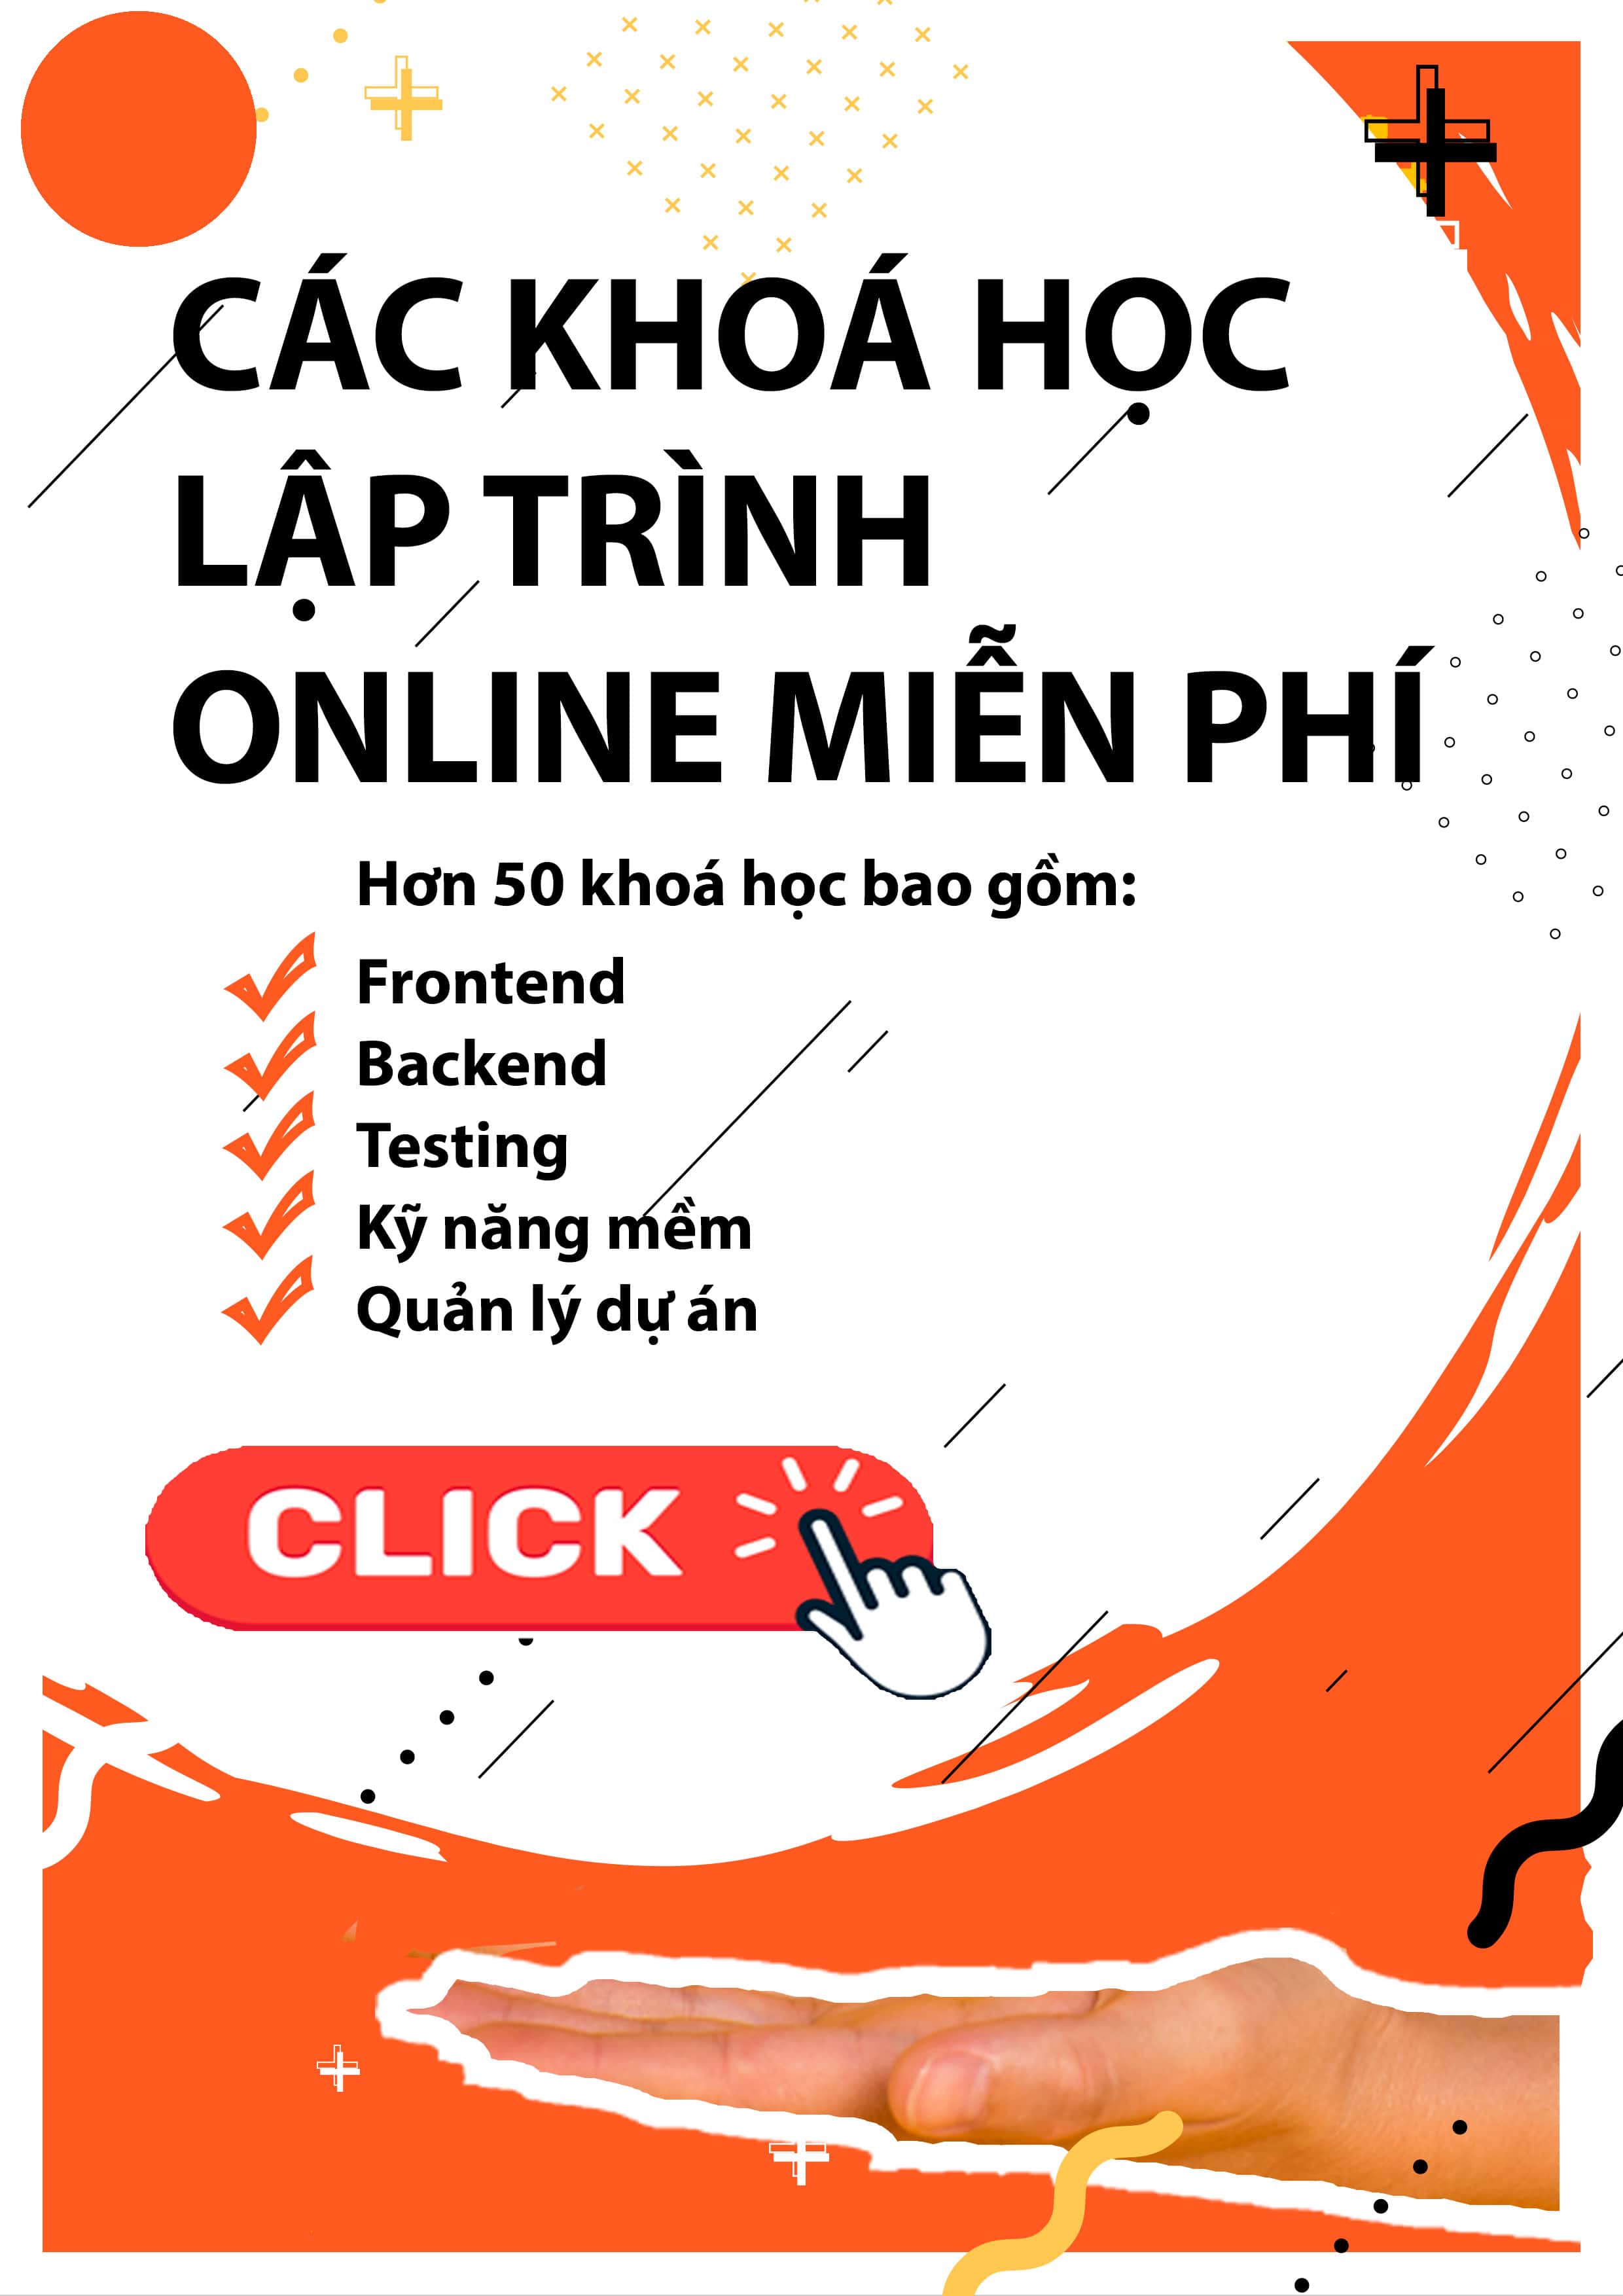 CÁC KHOÁ HỌC
LẬP TRÌNH
ONLINE MIỄN PHÍ
Hơn 50 khoá học bao gồm:
Frontend
Backend
Testing
Kỹ năng mềm
Quản lý dự án
CLICK